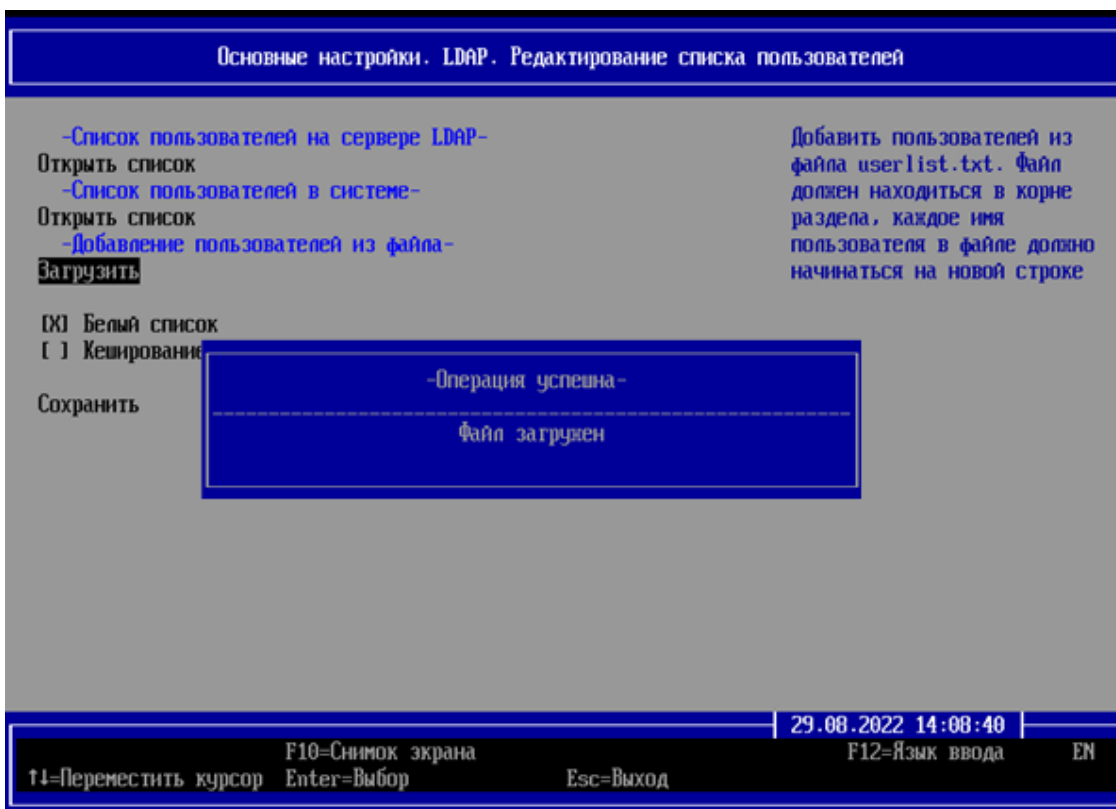 Основные настройки. LDAP. Редактирование списка пользователей
-Список пользователей на сервере LDAP-
Открыть список
-Список пользователей в системе-
Открыть список
-Добавление пользователей из файла-
Загрузить
[X] Белый список
[ ] Кеширование
Сохранить
Добавить пользователей из
файла userlist.txt. Файл
должен находиться в корне
раздела, каждое имя
пользователя в файле должно
начинаться на новой строке
-Операция успешна-
Файл загружен
29.08.2022 14:08:40
F10=Снимок экрана F12=Язык ввода EN
↑↓=Переместить курсор Enter=Выбор Esc=Выход